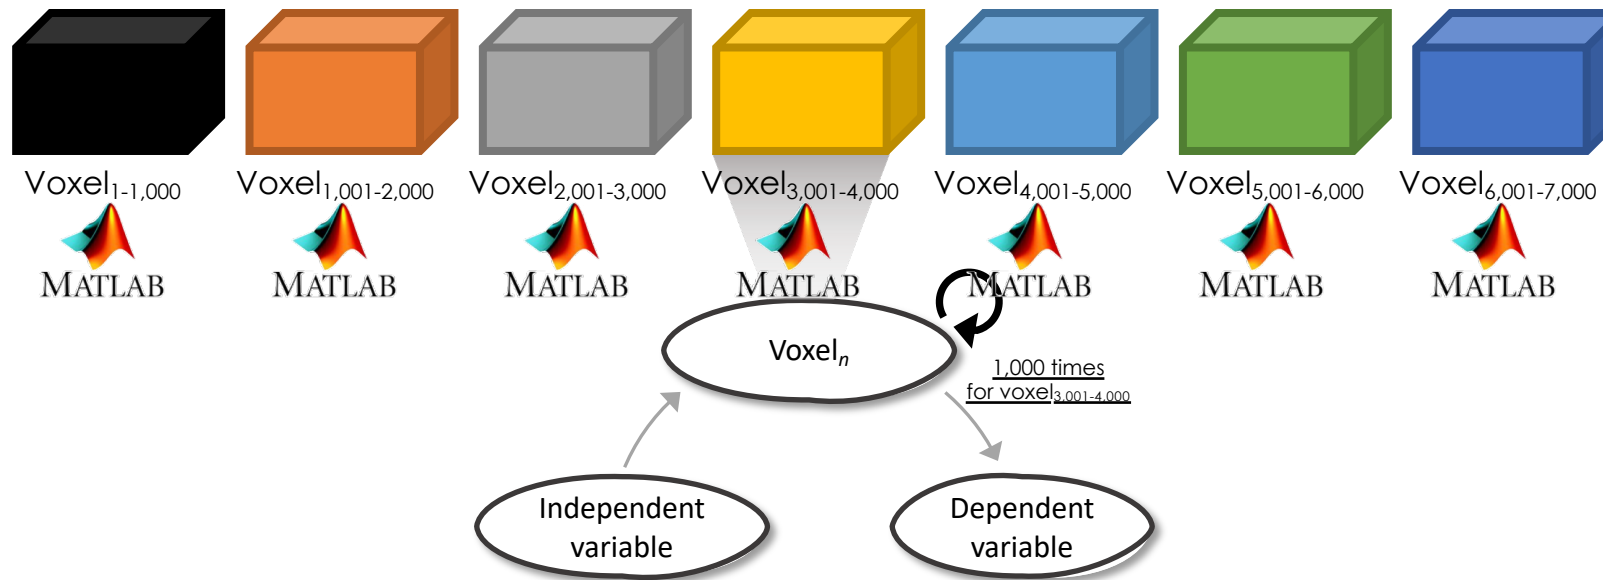 Voxel1-1,000 Voxel1,001-2,000 Voxel2,001-3,000 Voxel3,001-4,000 Voxel4,001-5,000 Voxel5,001-6,000 Voxel6,001-7,000
MATLAB MATLAB MATLAB MATLAB MATLAB MATLAB MATLAB
Voxeln
1,000 times
for voxel3,001-4,000
Independent
variable
Dependent
variable